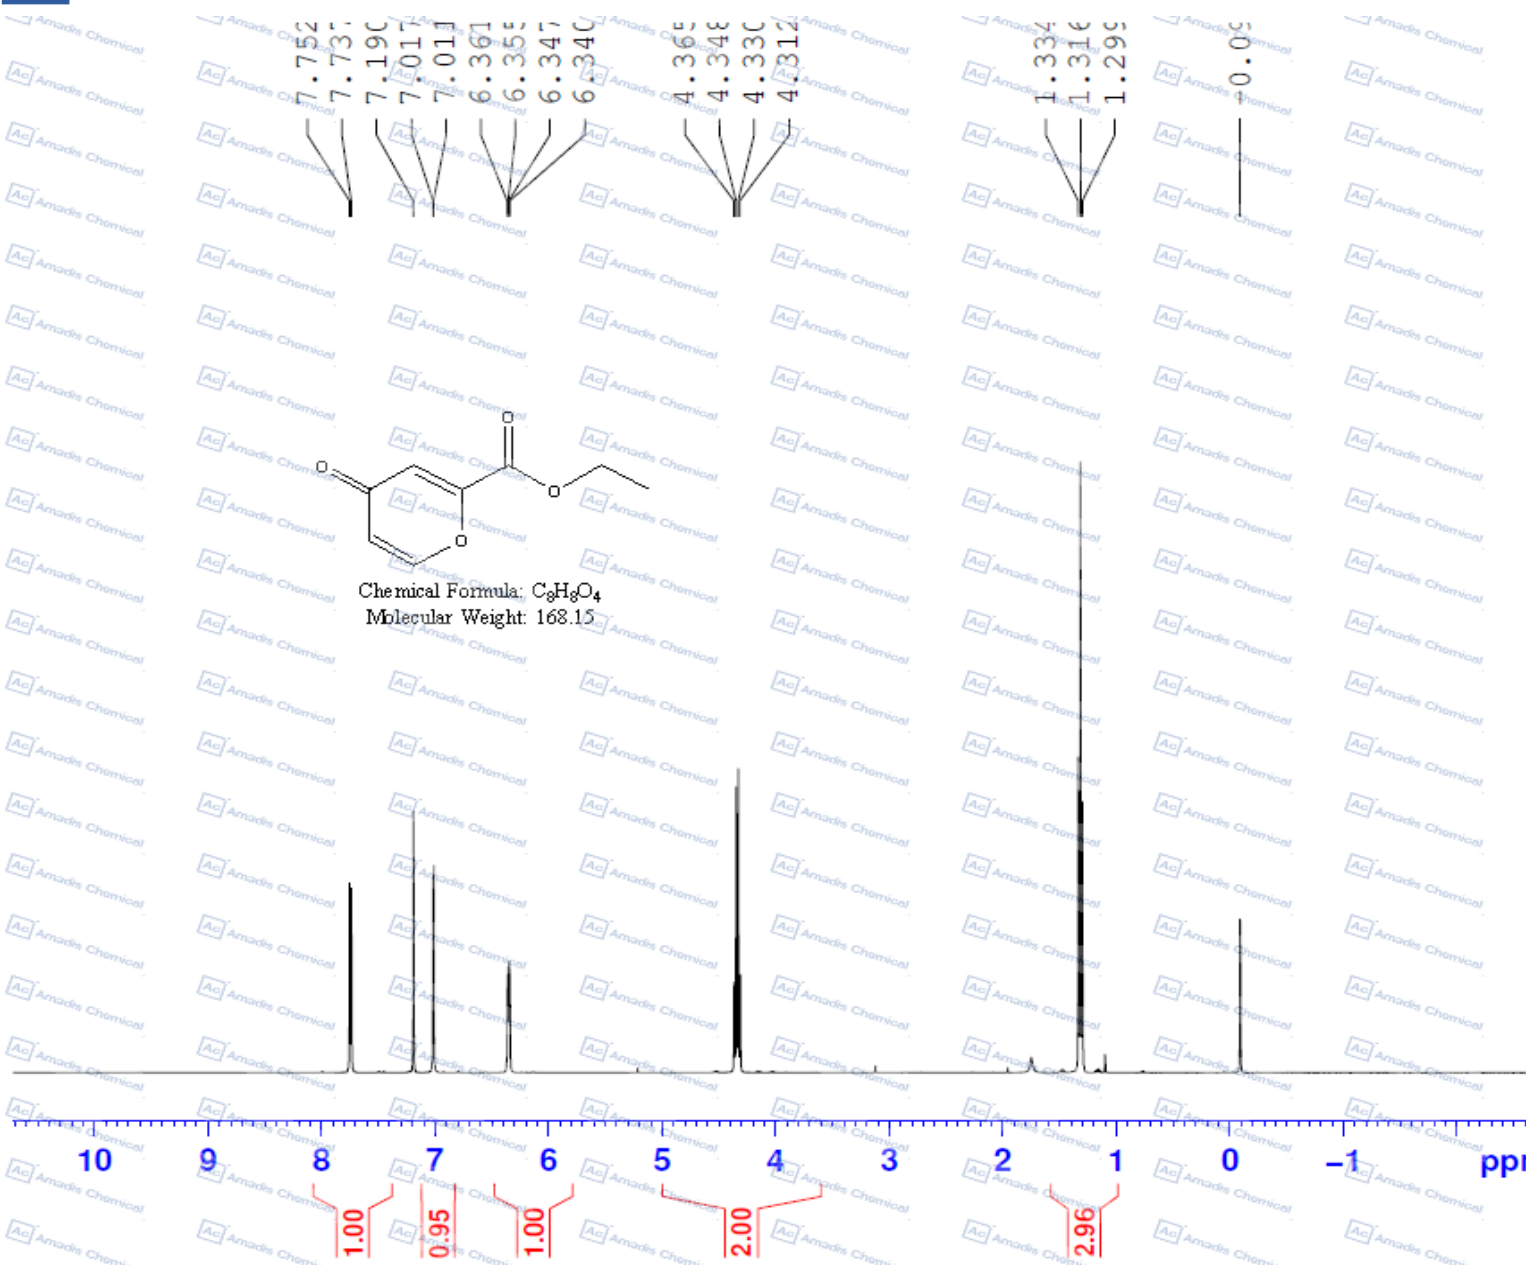 7.752 7.737 7.190 7.017 7.011 6.361 6.355 6.347 6.340 4.365 4.348 4.330 4.312 1.334 1.316 1.299 -0.09
O
O
O
O
Chemical Formula: C8H8O4
Molecular Weight: 168.15
10 9 8 7 6 5 4 3 2 1 0 -1 ppm
1.00 0.95 1.00 2.00 2.96
Ac Amadis Chemical